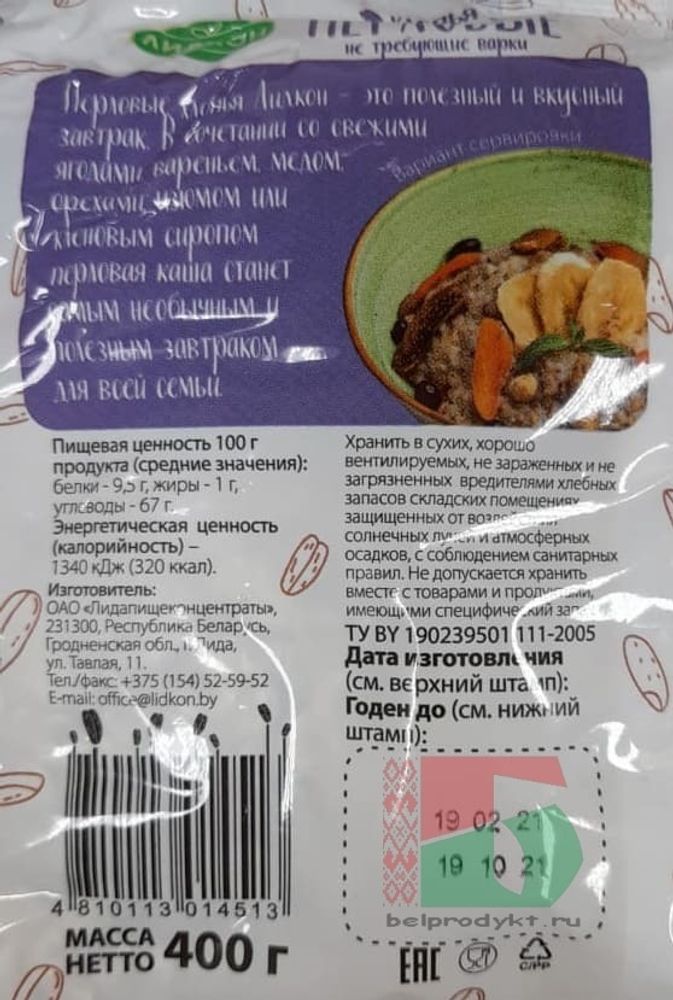 Лидкон
не требующие варки
Перловые хлопья Лидкон - это полезный и вкусный
завтрак. В сочетании со свежими
ягодами, вареньем, медом,
орехами, изюмом или
кленовым сиропом
перловая каша станет
самым необычным и
полезным завтраком
для всей семьи.
вариант сервировки
Пищевая ценность 100 г
продукта (средние значения):
белки - 9,5 г, жиры - 1 г,
углеводы - 67 г.
Энергетическая ценность
(калорийность) –
1340 кДж (320 ккал).
Изготовитель:
ОАО «Лидапищеконцентраты»,
231300, Республика Беларусь,
Гродненская обл., г. Лида,
ул. Тавлая, 11.
Тел./факс: +375 (154) 52-59-52
E-mail: office@lidkon.by
4 810113 014513
МАССА
НЕТТО 400 г
Хранить в сухих, хорошо
вентилируемых, не зараженных и не
загрязненных вредителями хлебных
запасов складских помещениях,
защищенных от воздействия
солнечных лучей и атмосферных
осадков, с соблюдением санитарных
правил. Не допускается хранить
вместе с товарами и продуктами,
имеющими специфический запах.
ТУ BY 190239501.111-2005
Дата изготовления
(см. верхний штамп):
Годен до (см. нижний
штамп):
19 02 21
19 10 21
belprodykt.ru
EAC
C/PP